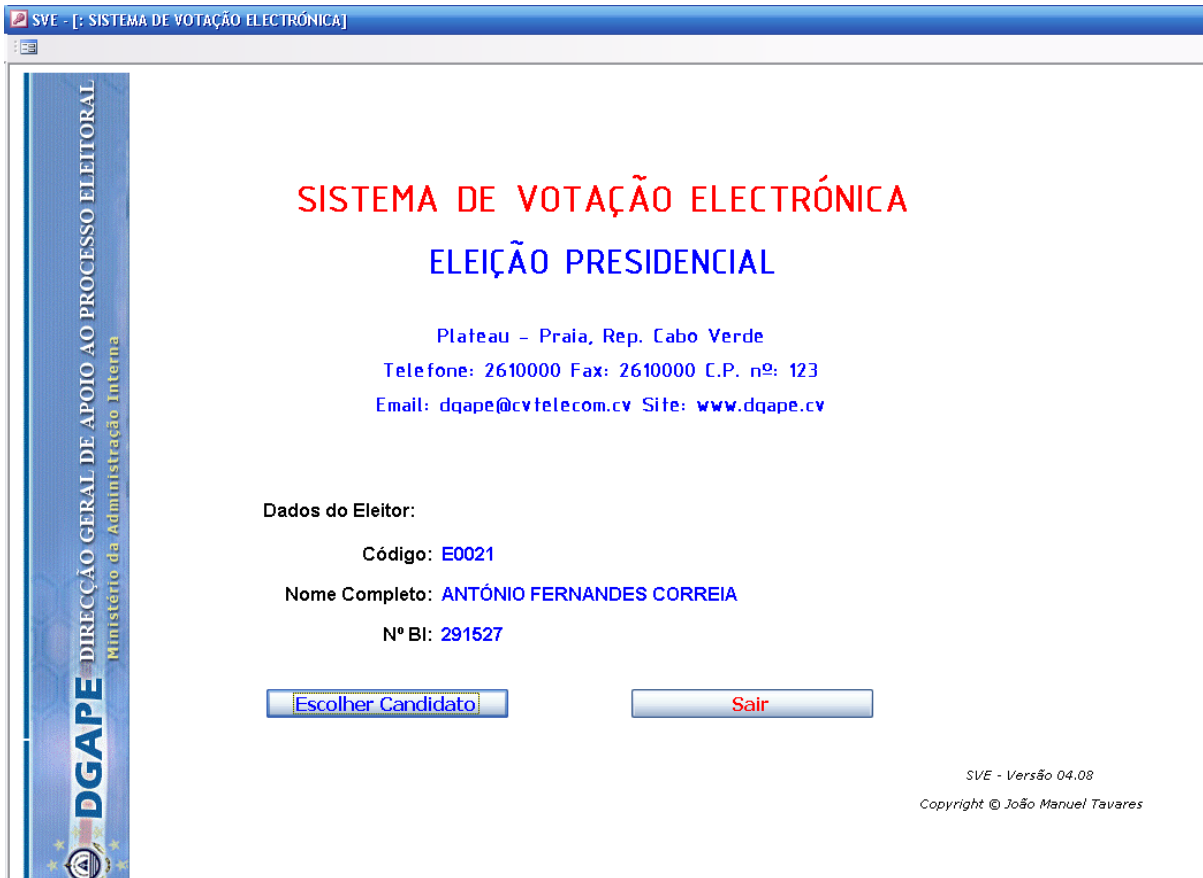 SVE - [: SISTEMA DE VOTAÇÃO ELECTRÓNICA]
DGAPE DIRECÇÃO GERAL DE APOIO AO PROCESSO ELEITORAL
Ministério da Administração Interna
SISTEMA DE VOTAÇÃO ELECTRÓNICA
ELEIÇÃO PRESIDENCIAL
Plateau - Praia, Rep. Cabo Verde
Telefone: 2610000 Fax: 2610000 C.P. nº: 123
Email: dgape@cvtelecom.cv Site: www.dgape.cv
Dados do Eleitor:
Código: E0021
Nome Completo: ANTÓNIO FERNANDES CORREIA
Nº BI: 291527
Escolher Candidato Sair
SVE - Versão 04.08
Copyright © João Manuel Tavares